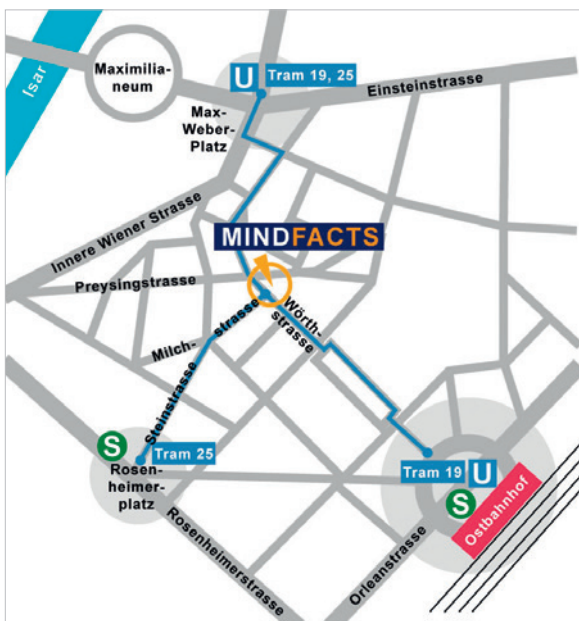 Isar
Maximilia-
neum
U
Tram 19, 25
Einsteinstrasse
Max-
Weber-
Platz
Innere Wiener Strasse
MINDFACTS
Preysingstrasse
Milch-
strasse
Wörth-
strasse
Steinstrasse
S
Tram 25
Rosen-
heimer-
platz
Tram 19
U
S
Ostbahnhof
Rosenheimerstrasse
Orleanstrasse